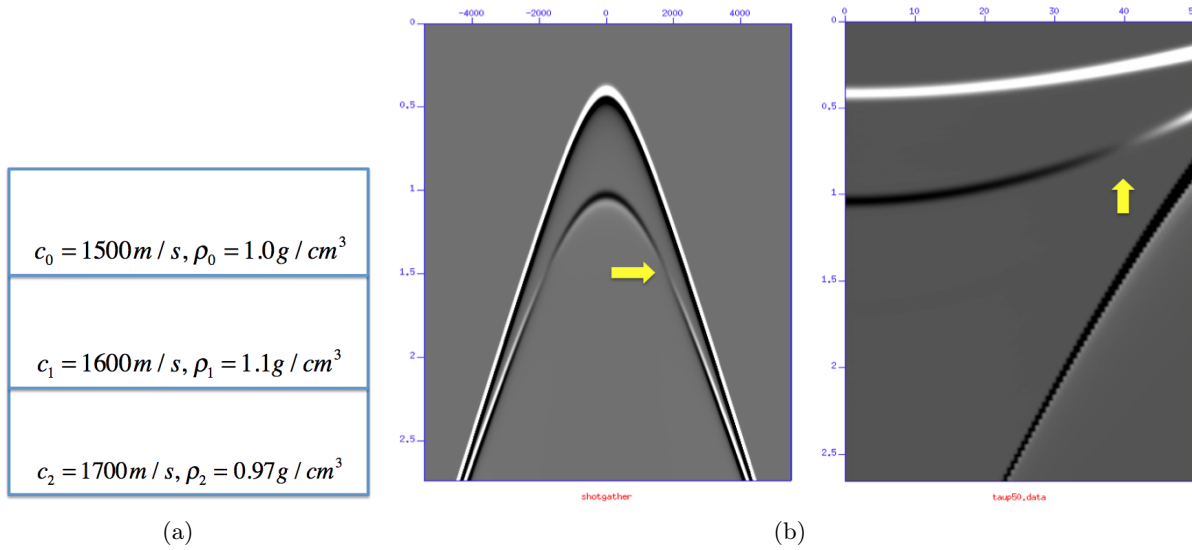 c₀ = 1500m / s, ρ₀ = 1.0g / cm³
c₁ = 1600m / s, ρ₁ = 1.1g / cm³
c₂ = 1700m / s, ρ₂ = 0.97g / cm³
(a)
-4000 -2000 0 2000 4000
0
0.5
1
1.5
2
2.5
shotgather
0 10 20 30 40
0
0.5
1
1.5
2
2.5
taup50.data
(b)